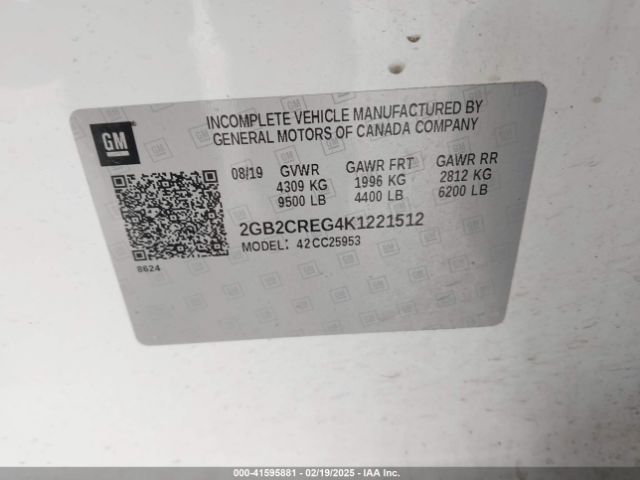 GM
INCOMPLETE VEHICLE MANUFACTURED BY
GENERAL MOTORS OF CANADA COMPANY
08/19 GVWR GAWR FRT GAWR RR
4309 KG 1996 KG 2812 KG
9500 LB 4400 LB 6200 LB
2GB2CREG4K1221512
MODEL: 42CC25953
8624
000-41595881 - 02/19/2025 - IAA Inc.